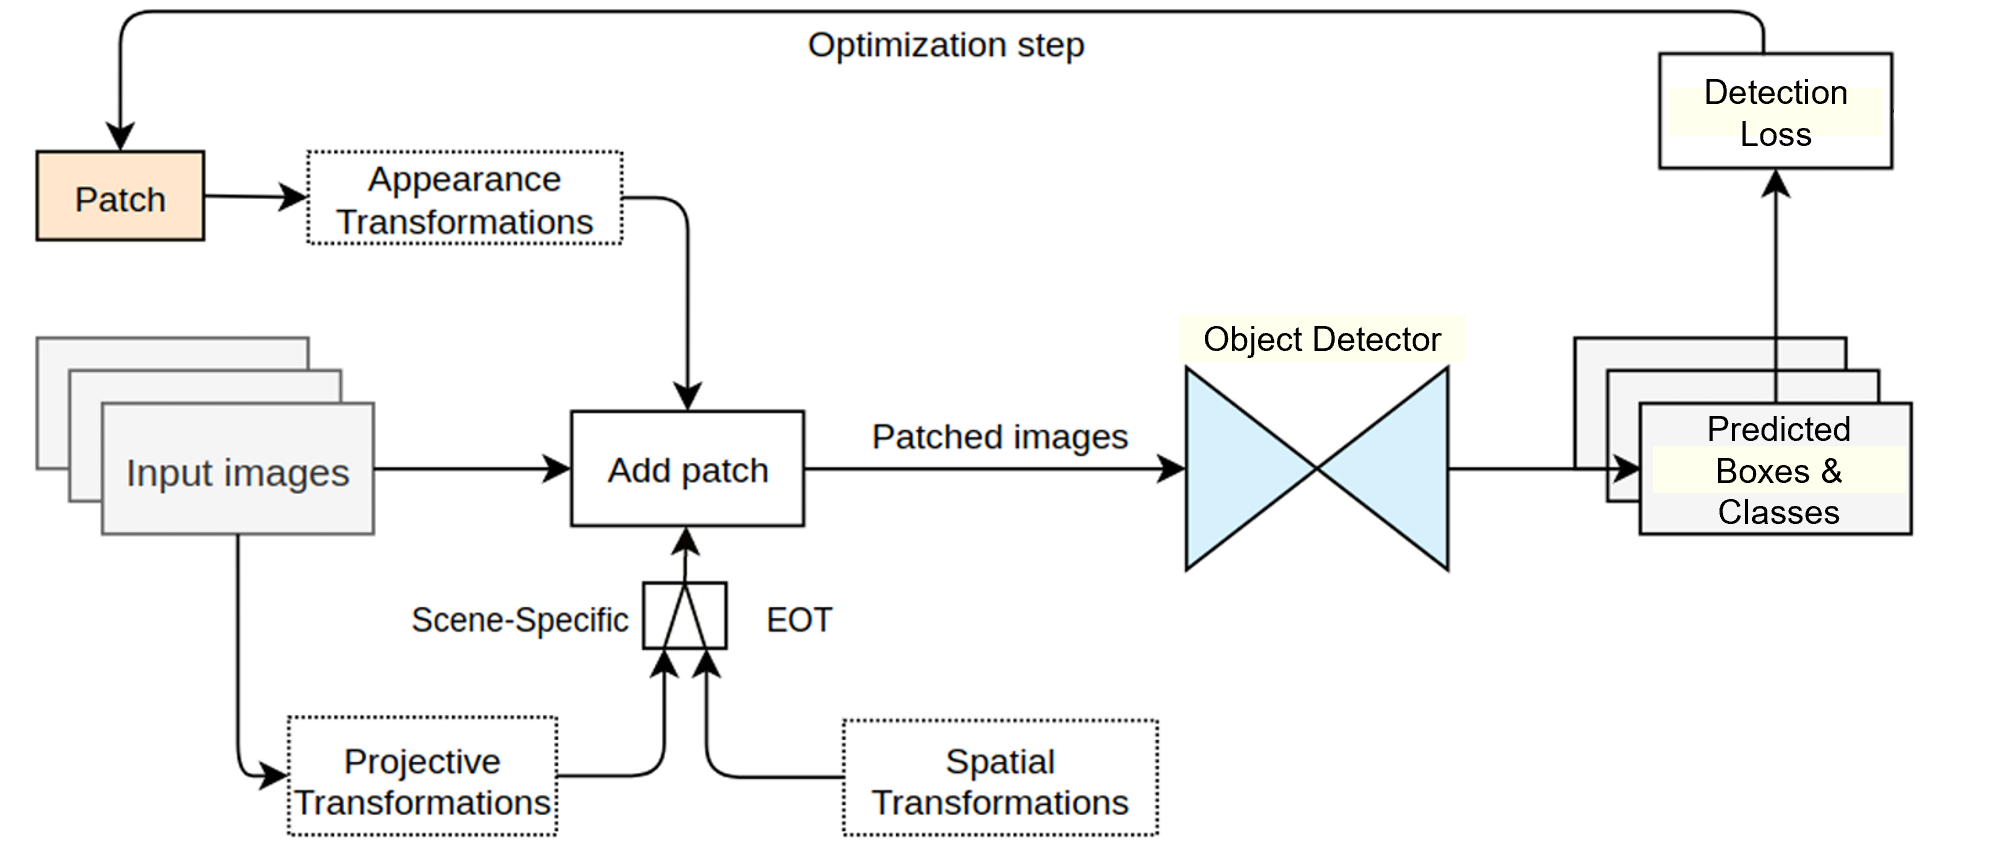 Optimization step
Detection
Loss
Patch
Appearance
Transformations
Object Detector
Input images
Add patch
Patched images
Predicted
Boxes &
Classes
Scene-Specific
EOT
Projective
Transformations
Spatial
Transformations